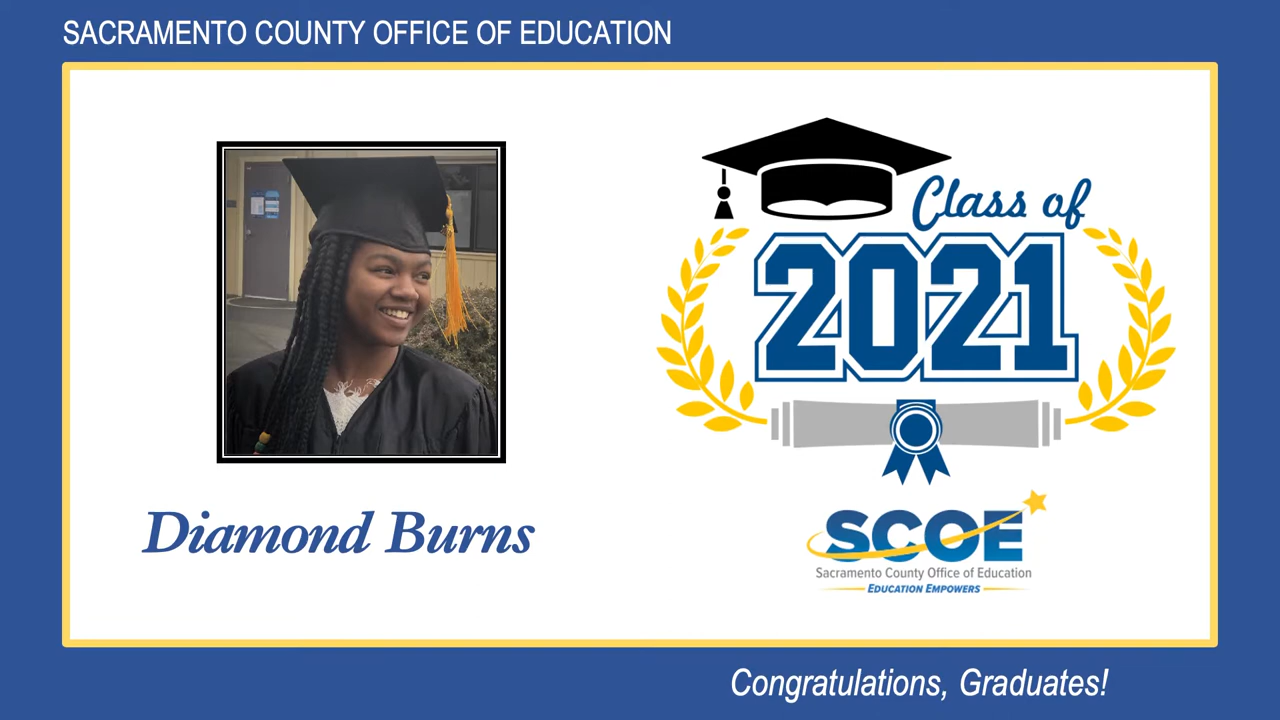 SACRAMENTO COUNTY OFFICE OF EDUCATION
Class of
2021
Diamond Burns
SCOE
Sacramento County Office of Education
EDUCATION EMPOWERS
Congratulations, Graduates!